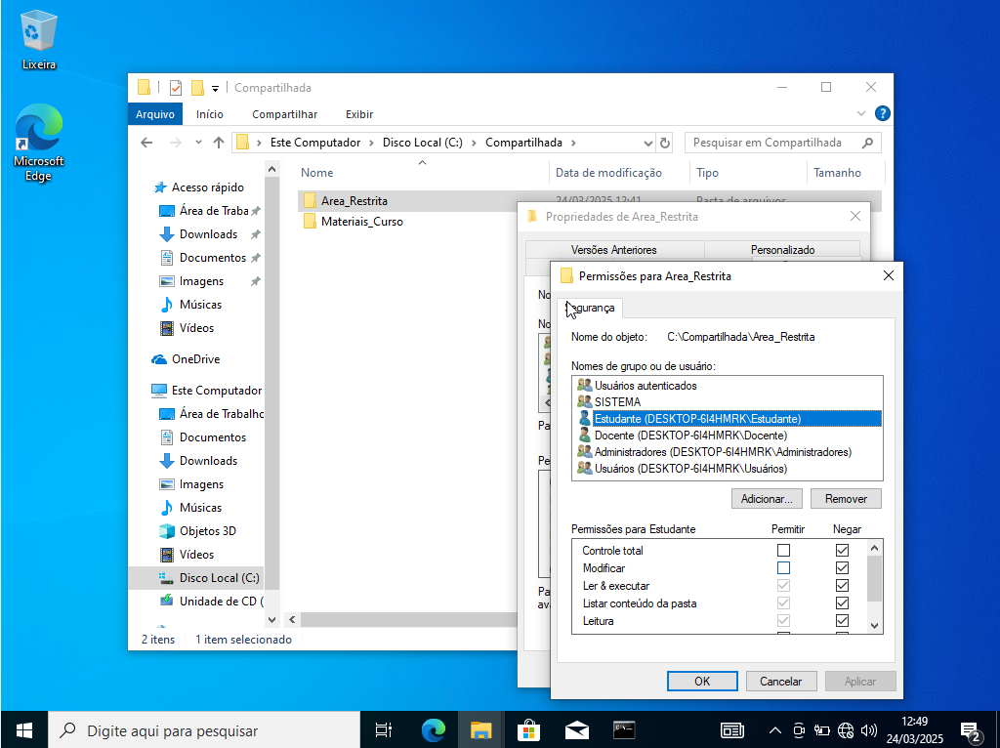 Lixeira
Microsoft
Edge
Compartilhada
Arquivo
Início
Compartilhar
Exibir
Este Computador
Disco Local (C:)
Compartilhada
Pesquisar em Compartilhada
Nome
Data de modificação
Tipo
Tamanho
Acesso rápido
Área de Traba
Downloads
Documentos
Imagens
Músicas
Vídeos
OneDrive
Este Computador
Área de Trabalho
Documentos
Downloads
Imagens
Músicas
Objetos 3D
Vídeos
Disco Local (C:)
Unidade de CD (
Area_Restrita
24/03/2025 12:41
Pasta de arquivos
Materiais_Curso
2 itens
1 item selecionado
Propriedades de Area_Restrita
Versões Anteriores
Personalizado
No
No
Pa
Pe
Pa
ava
Permissões para Area_Restrita
Segurança
Nome do objeto:
C:\Compartilhada\Area_Restrita
Nomes de grupo ou de usuário:
Usuários autenticados
SISTEMA
Estudante (DESKTOP-6I4HMRK\Estudante)
Docente (DESKTOP-6I4HMRK\Docente)
Administradores (DESKTOP-6I4HMRK\Administradores)
Usuários (DESKTOP-6I4HMRK\Usuários)
Adicionar...
Remover
Permissões para Estudante
Permitir
Negar
Controle total
Modificar
Ler & executar
Listar conteúdo da pasta
Leitura
OK
Cancelar
Aplicar
Digite aqui para pesquisar
12:49
24/03/2025
2